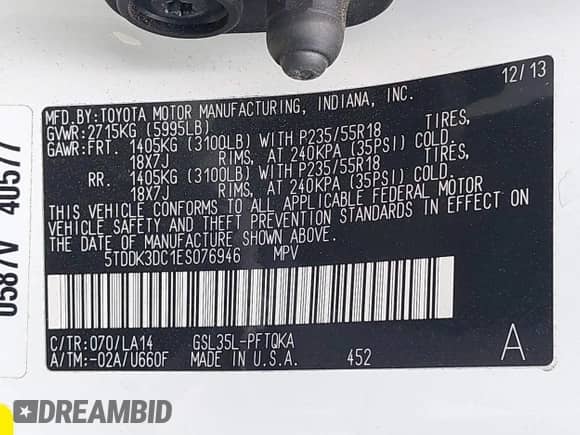 12/13
MFD.BY:TOYOTA MOTOR MANUFACTURING, INDIANA, INC.
GVWR:2715KG (5995LB)
GAWR:FRT. 1405KG (3100LB) WITH P235/55R18 TIRES,
18X7J RIMS, AT 240KPA (35PSI) COLD.
RR. 1405KG (3100LB) WITH P235/55R18 TIRES,
18X7J RIMS, AT 240KPA (35PSI) COLD.
THIS VEHICLE CONFORMS TO ALL APPLICABLE FEDERAL MOTOR
VEHICLE SAFETY AND THEFT PREVENTION STANDARDS IN EFFECT ON
THE DATE OF MANUFACTURE SHOWN ABOVE.
5TDDK3DC1ES076946 MPV
C/TR:070/LA14 GSL35L-PFTQKA
A/TM:-02A/U660F MADE IN U.S.A. 452 A
0587V 40577
DREAMBID